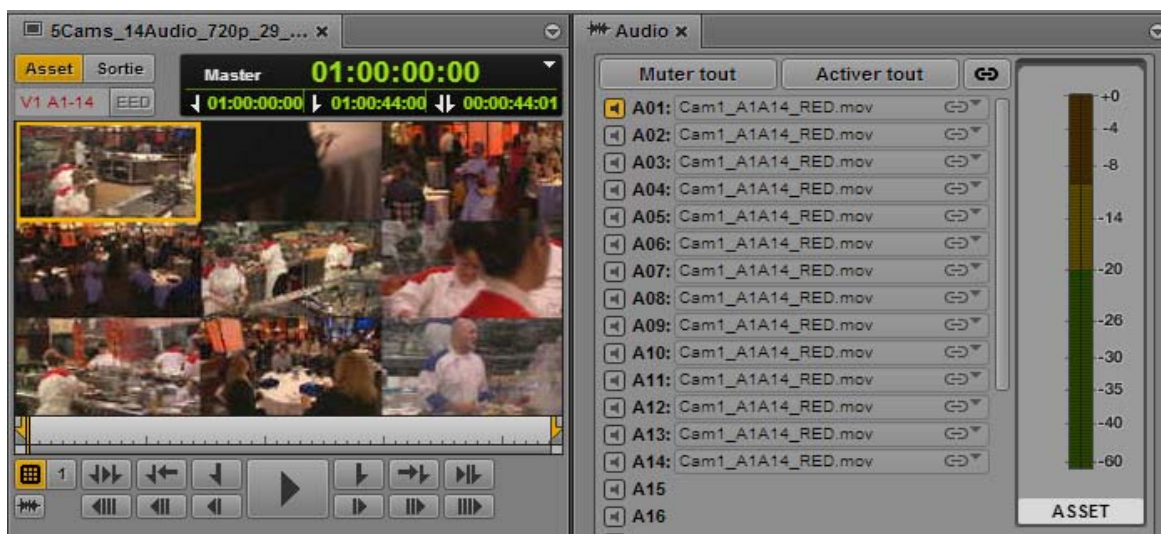 5Cams_14Audio_720p_29_... ×
Asset Sortie
V1 A1-14 EED
Master 01:00:00:00
01:00:00:00 01:00:44:00 00:00:44:01
1
Audio ×
Muter tout Activer tout
A01: Cam1_A1A14_RED.mov
A02: Cam1_A1A14_RED.mov
A03: Cam1_A1A14_RED.mov
A04: Cam1_A1A14_RED.mov
A05: Cam1_A1A14_RED.mov
A06: Cam1_A1A14_RED.mov
A07: Cam1_A1A14_RED.mov
A08: Cam1_A1A14_RED.mov
A09: Cam1_A1A14_RED.mov
A10: Cam1_A1A14_RED.mov
A11: Cam1_A1A14_RED.mov
A12: Cam1_A1A14_RED.mov
A13: Cam1_A1A14_RED.mov
A14: Cam1_A1A14_RED.mov
A15
A16
+0
-4
-8
-14
-20
-26
-30
-35
-40
-60
ASSET